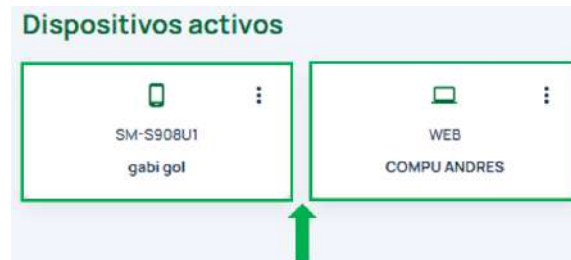 Dispositivos activos
SM-S908U1
gabi gol
WEB
COMPU ANDRES